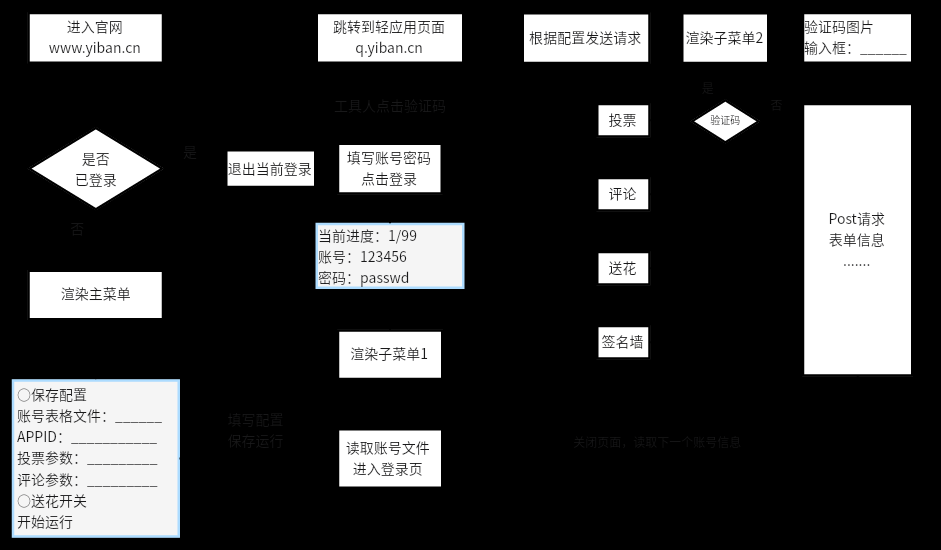 进入官网
www.yiban.cn
是否
已登录
是
否
退出当前登录
渲染主菜单
○保存配置
账号表格文件：______
APPID：___________
投票参数：_________
评论参数：_________
○送花开关
开始运行
填写配置
保存运行
跳转到轻应用页面
q.yiban.cn
工具人点击验证码
填写账号密码
点击登录
当前进度：1/99
账号：123456
密码：passwd
渲染子菜单1
读取账号文件
进入登录页
根据配置发送请求
投票
评论
送花
签名墙
关闭页面，读取下一个账号信息
渲染子菜单2
是
验证码
否
验证码图片
输入框：______
Post请求
表单信息
.......